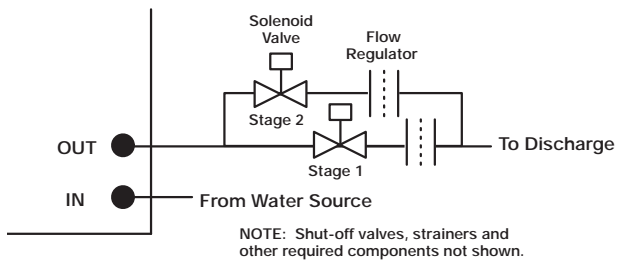 Solenoid
Valve
Flow
Regulator
Stage 2
OUT
To Discharge
Stage 1
IN
From Water Source
NOTE: Shut-off valves, strainers and
other required components not shown.